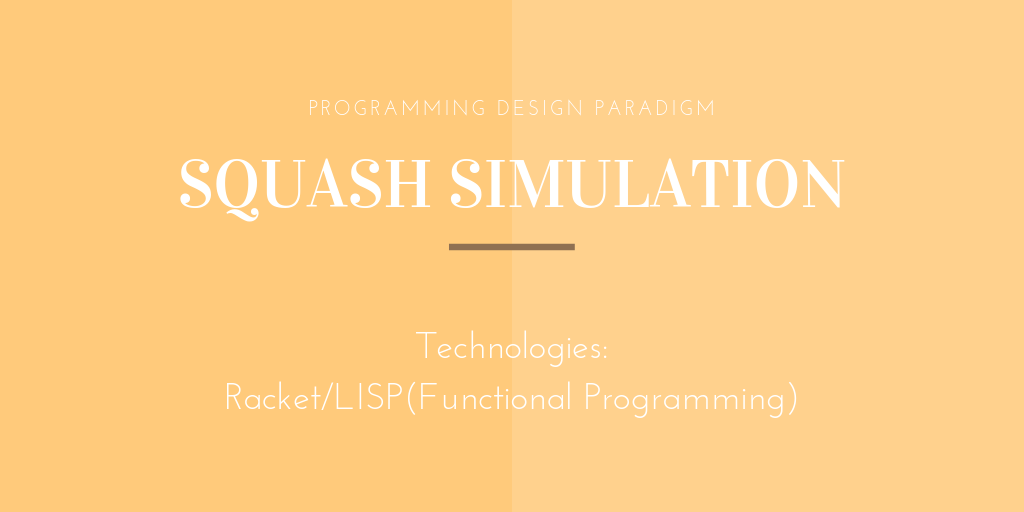 PROGRAMMING DESIGN PARADIGM
SQUASH SIMULATION
Technologies:
Racket/LISP(Functional Programming)